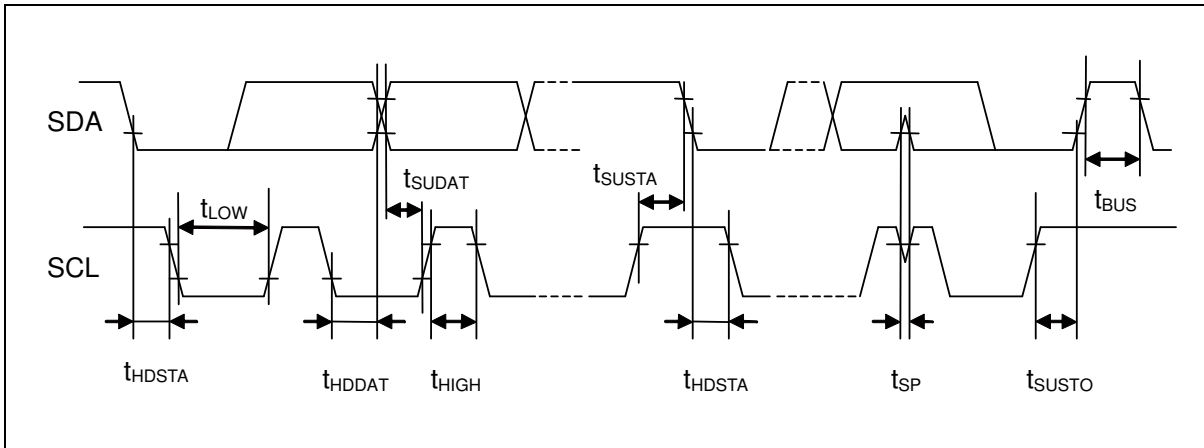 SDA
tSUDAT
tSUSTA
tLOW
tBUS
SCL
tHDSTA
tHDDAT
tHIGH
tHDSTA
tSP
tSUSTO